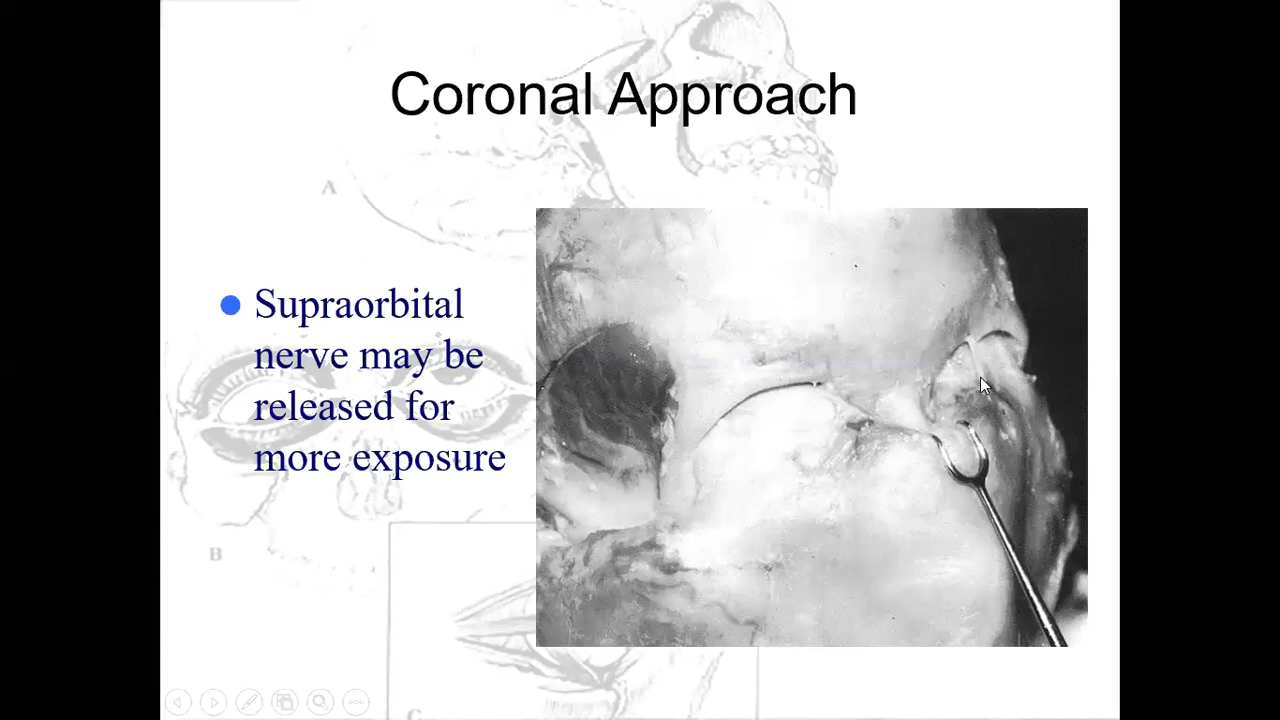 Coronal Approach
A
Supraorbital
nerve may be
released for
more exposure
B
C